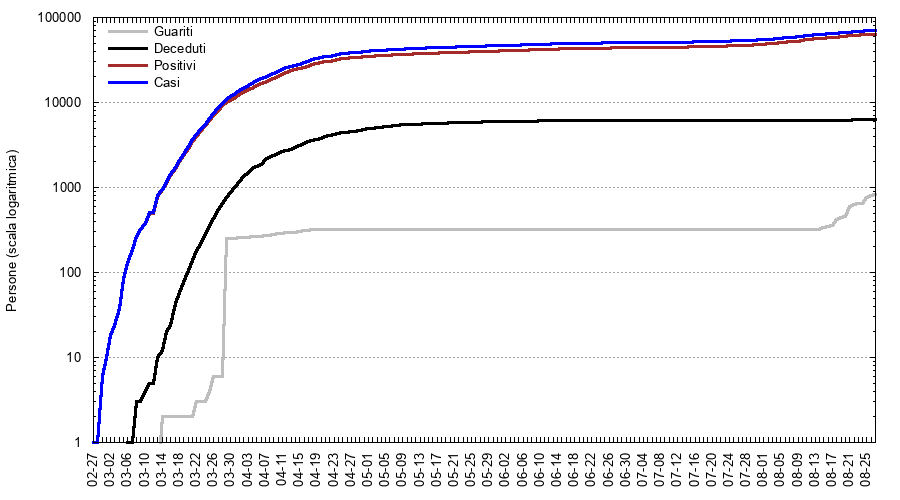 100000
10000
1000
100
10
1
Persone (scala logaritmica)
Guariti
Deceduti
Positivi
Casi
02-27 03-02 03-06 03-10 03-14 03-18 03-22 03-26 03-30 04-03 04-07 04-11 04-15 04-19 04-23 04-27 05-01 05-05 05-09 05-13 05-17 05-21 05-25 05-29 06-02 06-06 06-10 06-14 06-18 06-22 06-26 06-30 07-04 07-08 07-12 07-16 07-20 07-24 07-28 08-01 08-05 08-09 08-13 08-17 08-21 08-25